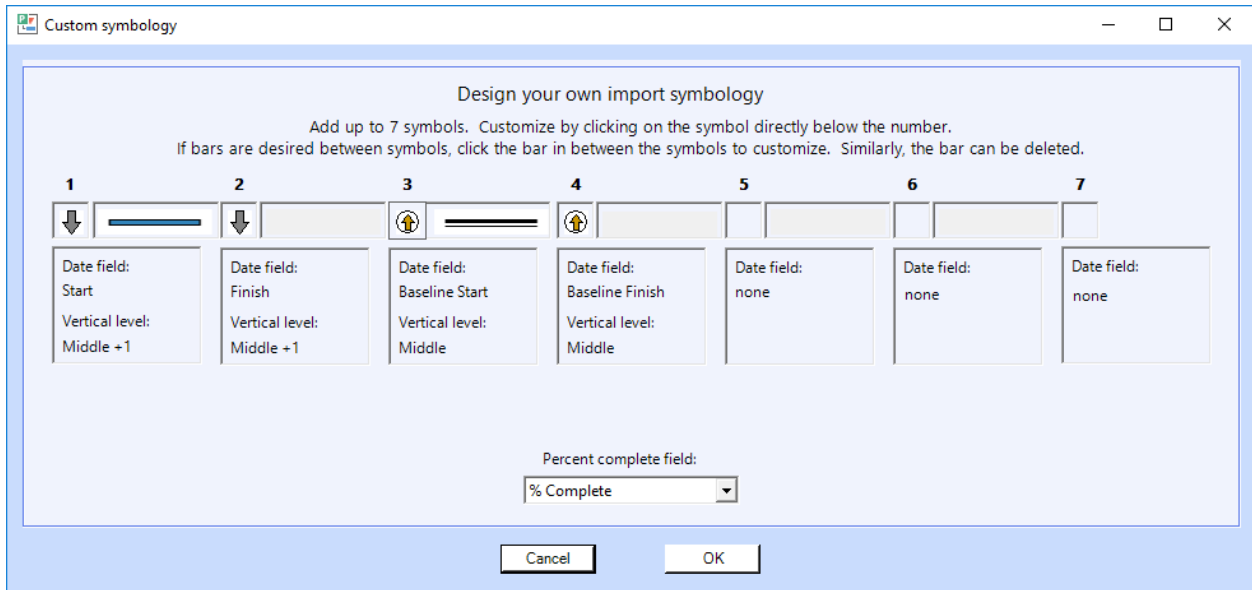 Custom symbology
Design your own import symbology
Add up to 7 symbols. Customize by clicking on the symbol directly below the number.
If bars are desired between symbols, click the bar in between the symbols to customize. Similarly, the bar can be deleted.
1 2 3 4 5 6 7
Date field: Date field: Date field: Date field: Date field: Date field: Date field:
Start Finish Baseline Start Baseline Finish none none none
Vertical level: Vertical level: Vertical level: Vertical level:
Middle +1 Middle +1 Middle Middle
Percent complete field:
% Complete
Cancel OK